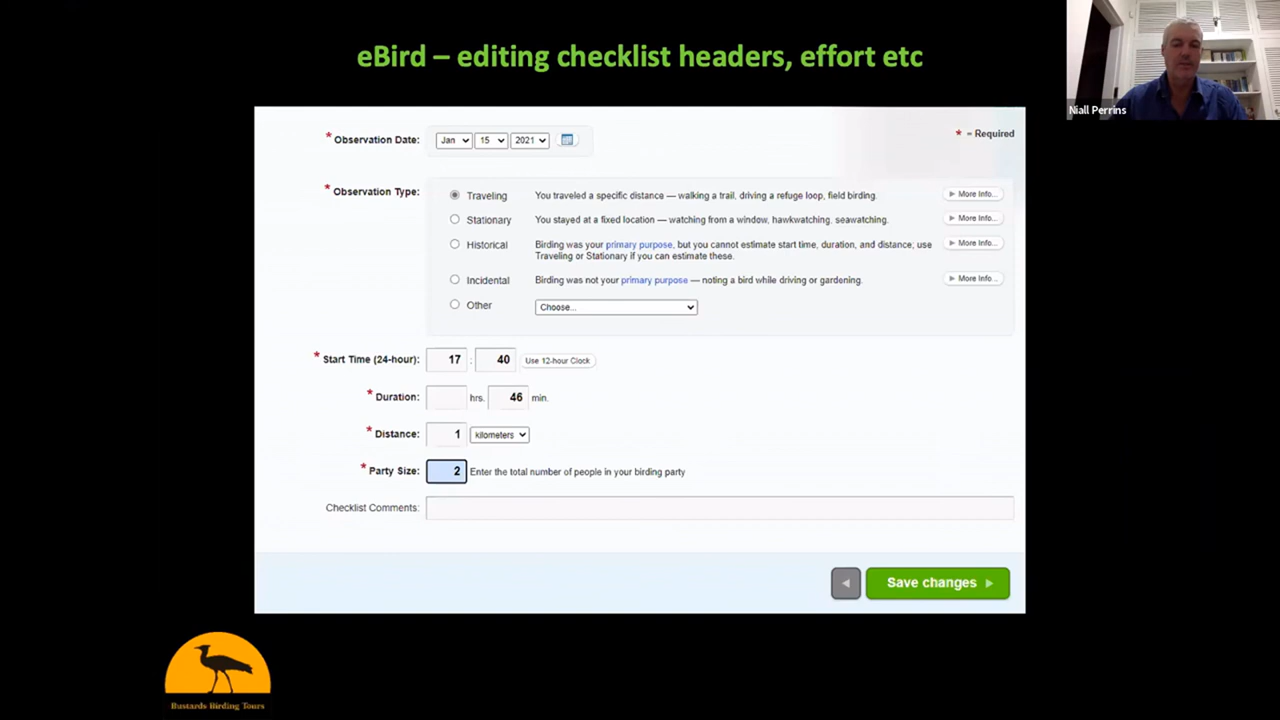 eBird – editing checklist headers, effort etc
Niall Perrins
* Observation Date: Jan 15 2021
* = Required
* Observation Type:
Traveling You traveled a specific distance — walking a trail, driving a refuge loop, field birding. More Info...
Stationary You stayed at a fixed location — watching from a window, hawkwatching, seawatching. More Info...
Historical Birding was your primary purpose, but you cannot estimate start time, duration, and distance; use More Info...
Traveling or Stationary if you can estimate these.
Incidental Birding was not your primary purpose — noting a bird while driving or gardening. More Info...
Other Choose...
* Start Time (24-hour): 17 : 40 Use 12-hour Clock
* Duration: hrs. 46 min.
* Distance: 1 kilometers
* Party Size: 2 Enter the total number of people in your birding party
Checklist Comments:
Save changes
Bustards Birding Tours